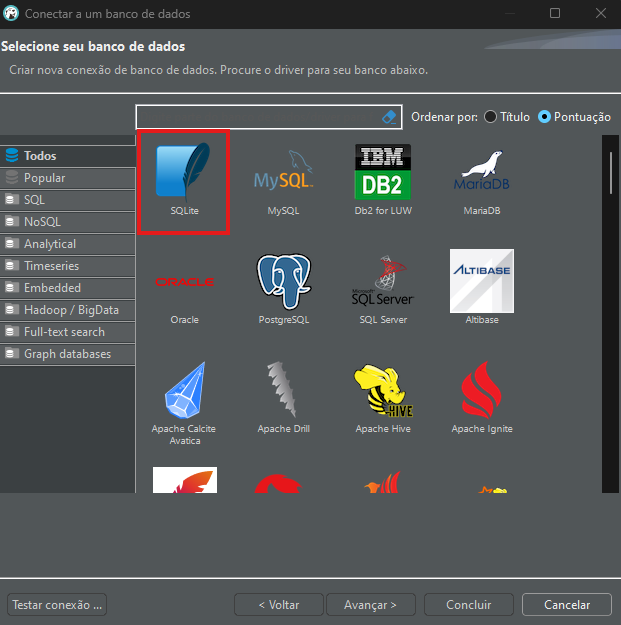 Conectar a um banco de dados
Selecione seu banco de dados
Criar nova conexão de banco de dados. Procure o driver para seu banco abaixo.
Ordenar por: Título Pontuação
Todos
Popular
SQL
NoSQL
Analytical
Timeseries
Embedded
Hadoop / BigData
Full-text search
Graph databases
SQLite
MySQL
MySQL
IBM
DB2
Db2 for LUW
MariaDB
MariaDB
ORACLE
Oracle
PostgreSQL
Microsoft
SQL Server
SQL Server
ALTIBASE
Altibase
Apache Calcite
Avatica
Apache Drill
HIVE
Apache Hive
Apache Ignite
Testar conexão ...
< Voltar
Avançar >
Concluir
Cancelar